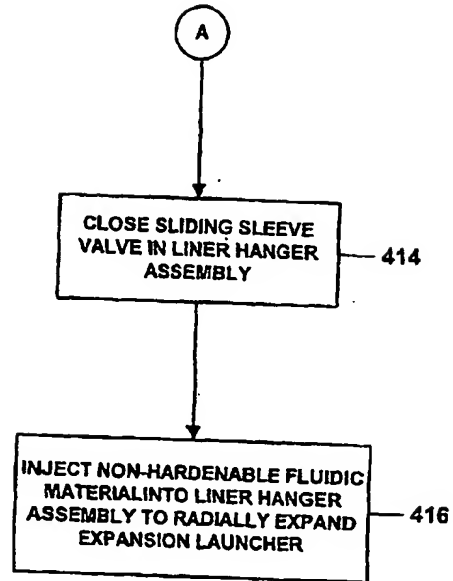 A
CLOSE SLIDING SLEEVE
VALVE IN LINER HANGER
ASSEMBLY
414
INJECT NON-HARDENABLE FLUIDIC
MATERIALINTO LINER HANGER
ASSEMBLY TO RADIALLY EXPAND
EXPANSION LAUNCHER
416